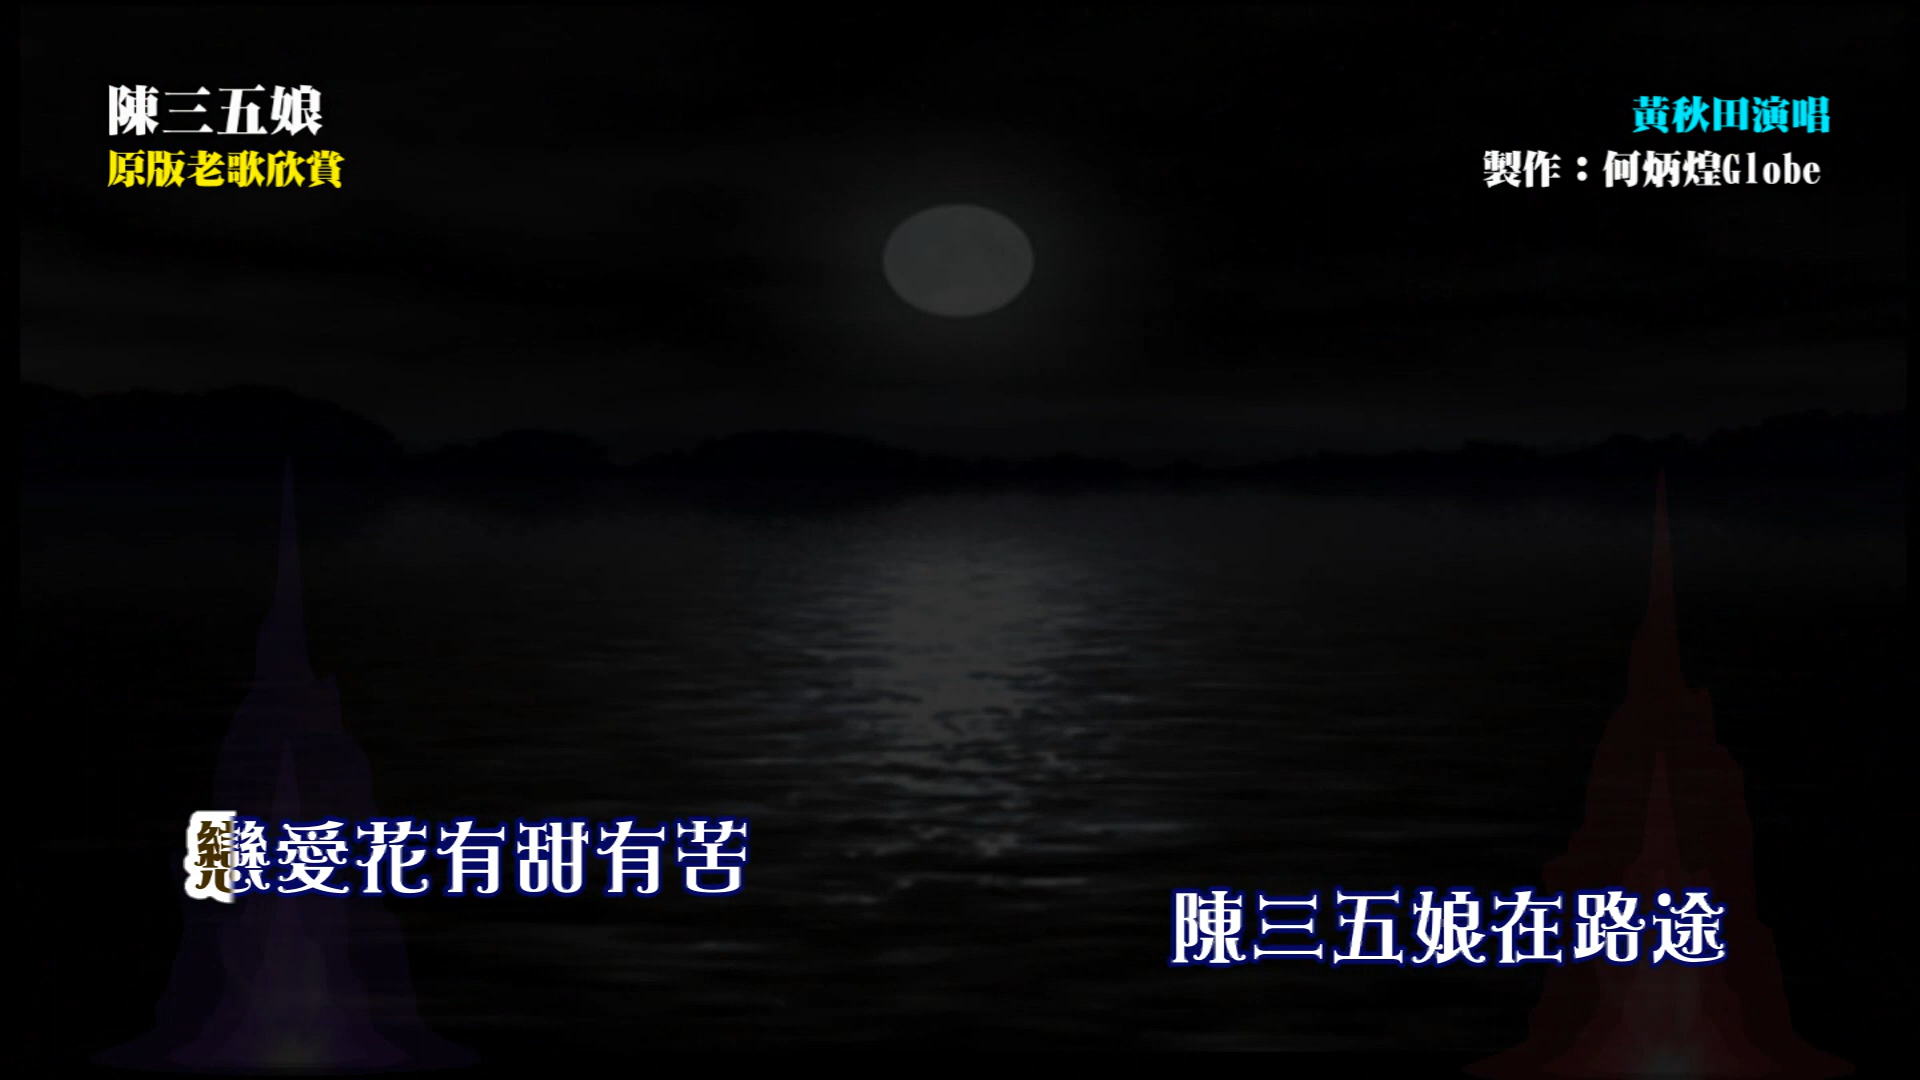 陳三五娘
原版老歌欣賞
黃秋田演唱
製作：何炳煌Globe
戀愛花有甜有苦
陳三五娘在路途